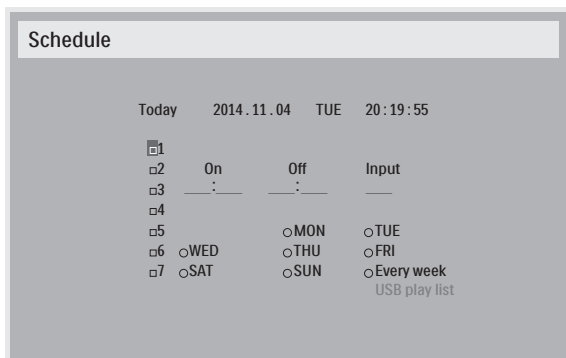 Schedule
Today 2014.11.04 TUE 20:19:55
1
2 On Off Input
3 ___:___ ___:___ ___
4
5 MON TUE
6 WED THU FRI
7 SAT SUN Every week
USB play list